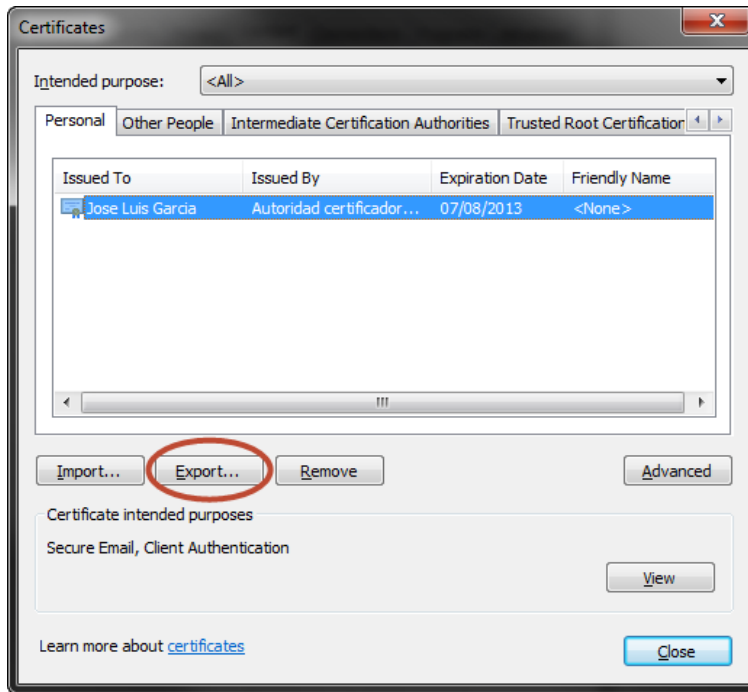 Certificates
Intended purpose: <All>
Personal Other People Intermediate Certification Authorities Trusted Root Certification
Issued To Issued By Expiration Date Friendly Name
Jose Luis Garcia Autoridad certificador... 07/08/2013 <None>
Import... Export... Remove Advanced
Certificate intended purposes
Secure Email, Client Authentication
View
Learn more about certificates
Close